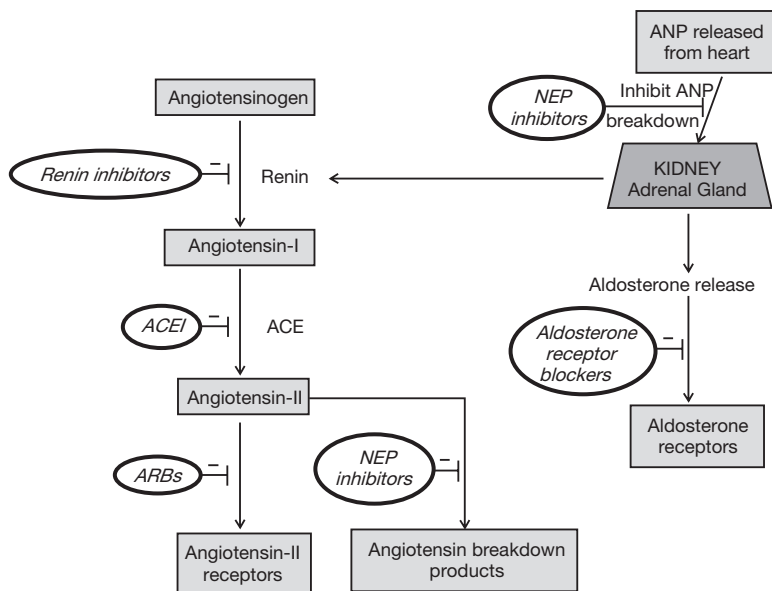 ANP released
from heart
NEP
inhibitors
Inhibit ANP
breakdown
Angiotensinogen
Renin inhibitors
–
Renin
KIDNEY
Adrenal Gland
Angiotensin-I
Aldosterone release
ACEI
–
ACE
Aldosterone
receptor
blockers
–
Angiotensin-II
Aldosterone
receptors
ARBs
–
NEP
inhibitors
–
Angiotensin-II
receptors
Angiotensin breakdown
products